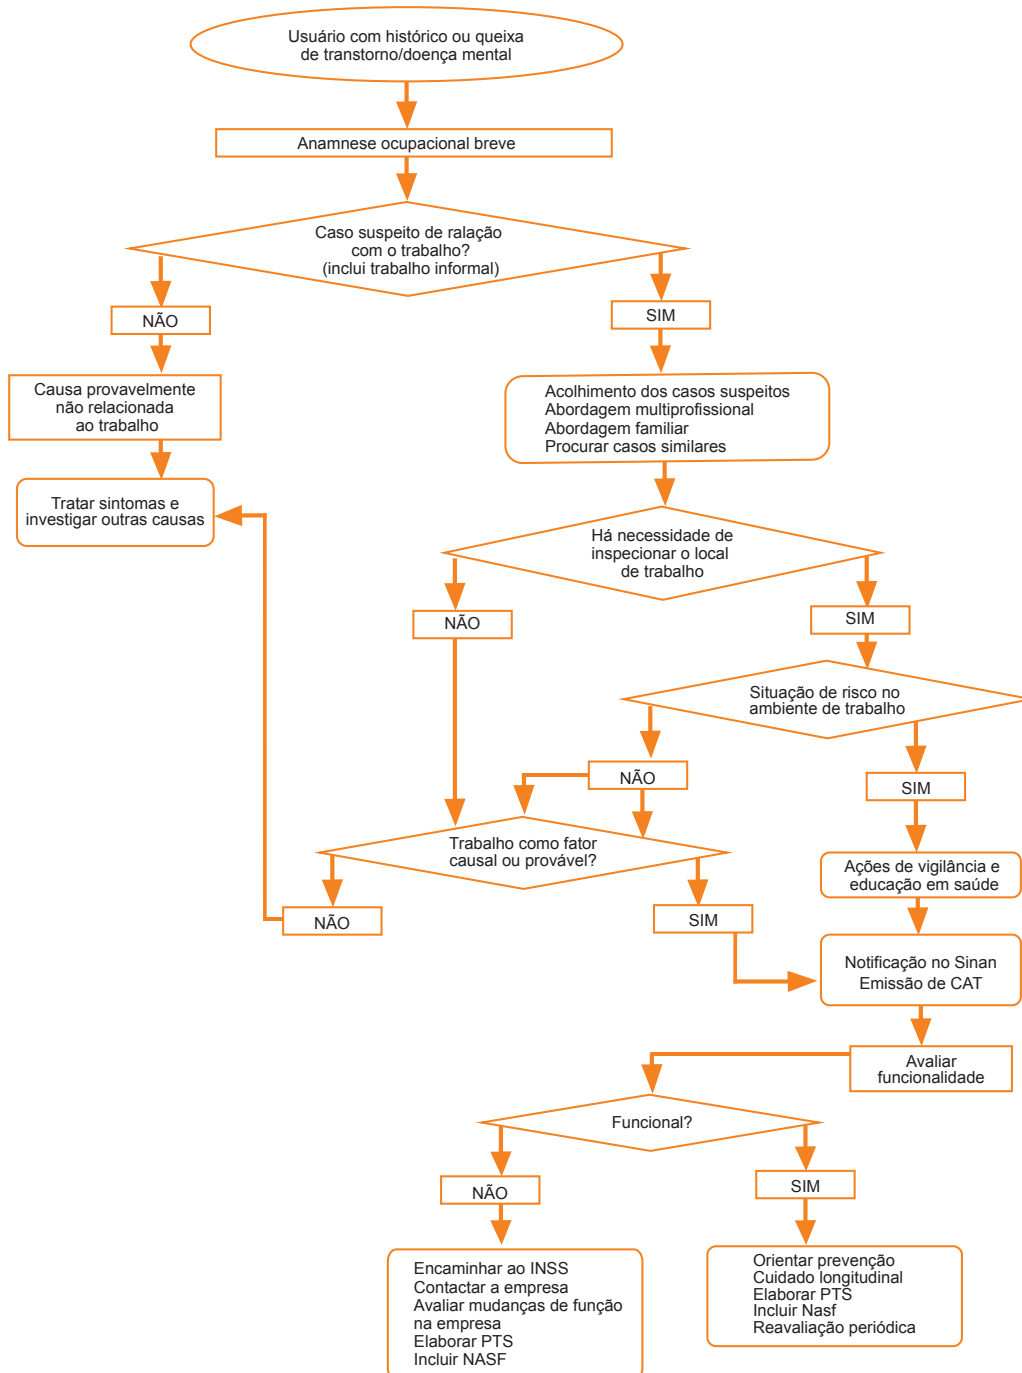 Usuário com histórico ou queixa
de transtorno/doença mental
Anamnese ocupacional breve
Caso suspeito de ralação
com o trabalho?
(inclui trabalho informal)
NÃO
SIM
Causa provavelmente
não relacionada
ao trabalho
Acolhimento dos casos suspeitos
Abordagem multiprofissional
Abordagem familiar
Procurar casos similares
Tratar sintomas e
investigar outras causas
Há necessidade de
inspecionar o local
de trabalho
NÃO
SIM
Situação de risco no
ambiente de trabalho
NÃO
SIM
Trabalho como fator
causal ou provável?
Ações de vigilância e
educação em saúde
NÃO
SIM
Notificação no Sinan
Emissão de CAT
Avaliar
funcionalidade
Funcional?
NÃO
SIM
Encaminhar ao INSS
Contactar a empresa
Avaliar mudanças de função
na empresa
Elaborar PTS
Incluir NASF
Orientar prevenção
Cuidado longitudinal
Elaborar PTS
Incluir Nasf
Reavaliação periódica